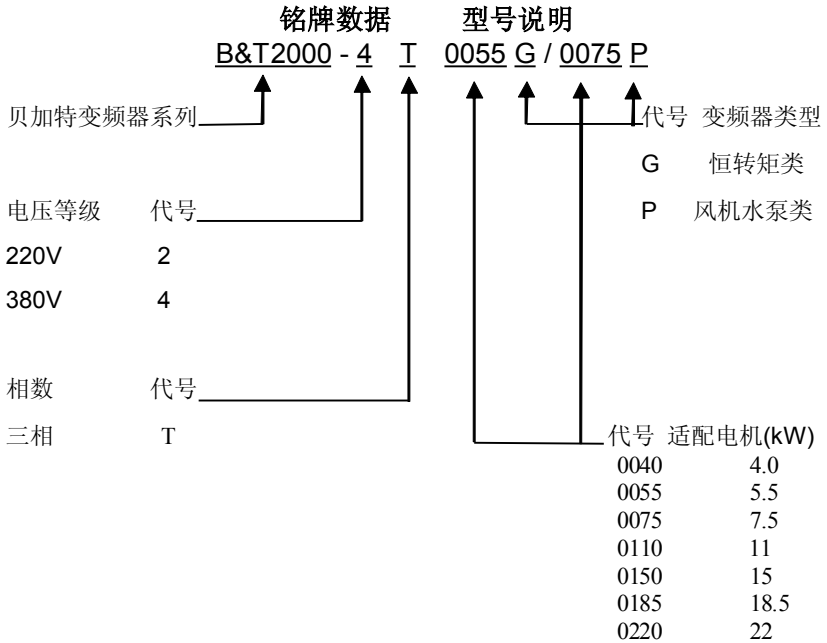 铭牌数据 型号说明
B&T2000 - 4 T 0055 G / 0075 P
贝加特变频器系列 代号 变频器类型
G 恒转矩类
电压等级 代号 P 风机水泵类
220V 2
380V 4
相数 代号
三相 T 代号 适配电机(kW)
0040 4.0
0055 5.5
0075 7.5
0110 11
0150 15
0185 18.5
0220 22